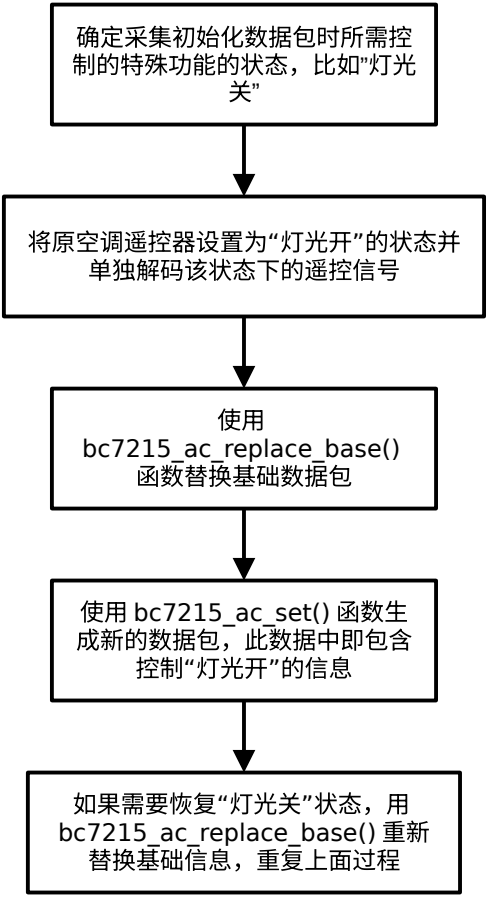 确定采集初始化数据包时所需控
制的特殊功能的状态，比如”灯光
关”
将原空调遥控器设置为“灯光开”的状态并
单独解码该状态下的遥控信号
使用
bc7215_ac_replace_base()
函数替换基础数据包
使用 bc7215_ac_set() 函数生
成新的数据包，此数据中即包含
控制“灯光开”的信息
如果需要恢复“灯光关”状态，用
bc7215_ac_replace_base() 重新
替换基础信息，重复上面过程